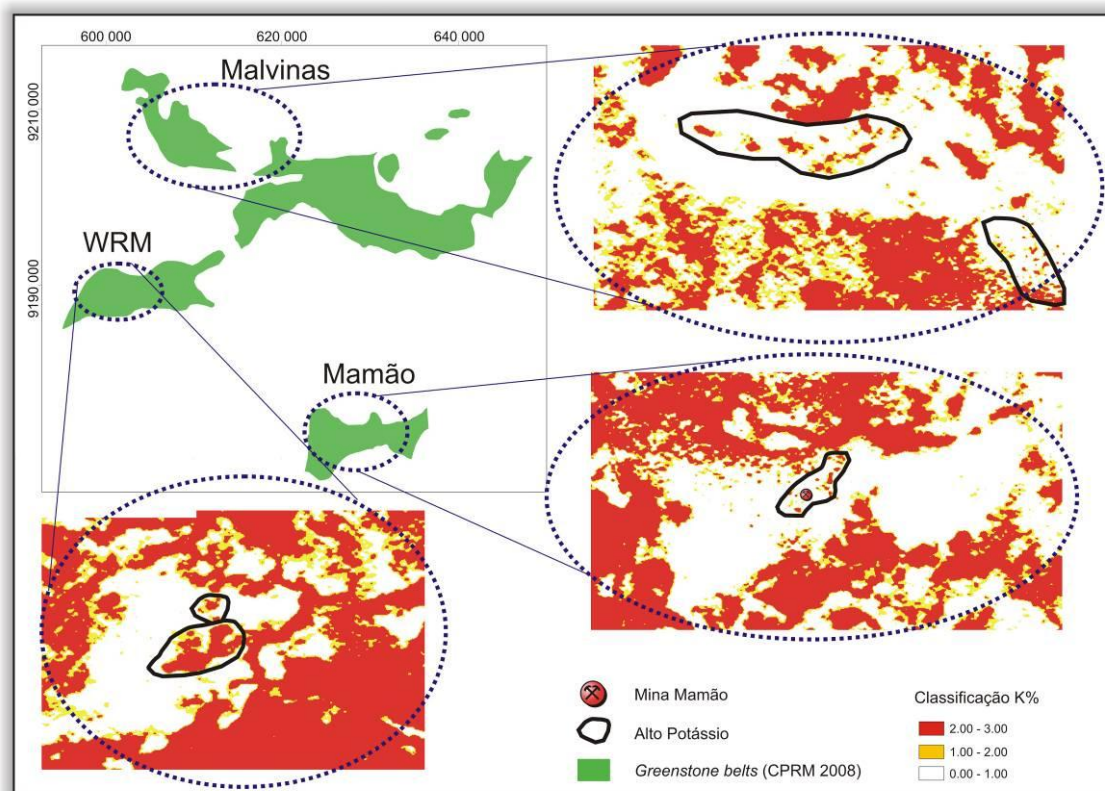 600 000
620 000
640 000
9210 000
9190 000
Malvinas
WRM
Mamão
Mina Mamão
Alto Potássio
Greenstone belts (CPRM 2008)
Classificação K%
2.00 - 3.00
1.00 - 2.00
0.00 - 1.00